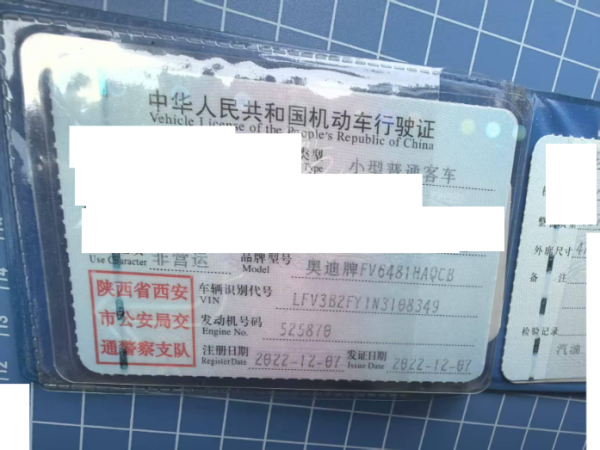 中华人民共和国机动车行驶证
Vehicle License of the People's Republic of China
类型 小型普通客车
Type
Use Character 非营运
品牌型号 奥迪牌FV6481HAQCB
Model
陕西省西安
市公安局交
通警察支队
车辆识别代号 LFV3B2FY1N3108349
VIN
发动机号码 525870
Engine No.
注册日期 2022-12-07 发证日期 2022-12-07
Register Date Issue Date
外廓尺寸
备注
检验记录
汽油